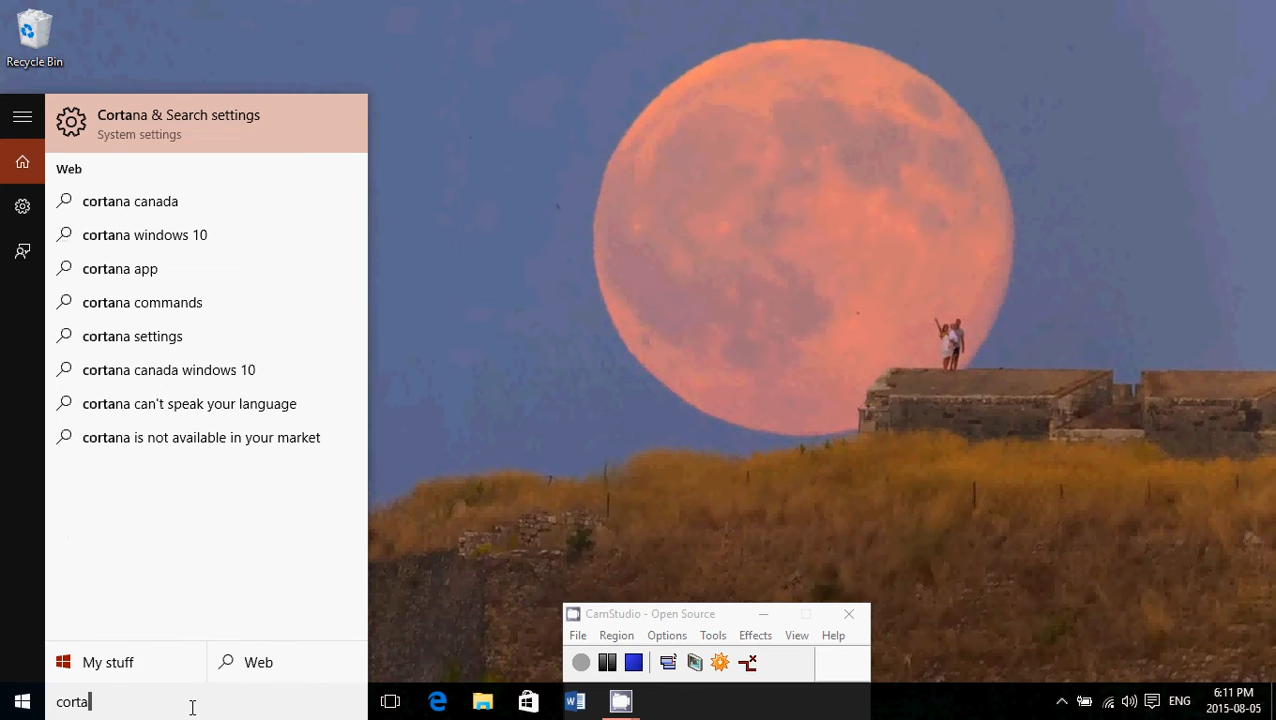 Recycle Bin
Cortana & Search settings
System settings
Web
cortana canada
cortana windows 10
cortana app
cortana commands
cortana settings
cortana canada windows 10
cortana can't speak your language
cortana is not available in your market
My stuff
Web
corta
CamStudio - Open Source
File Region Options Tools Effects View Help
ENG
6:11 PM
2015-08-05